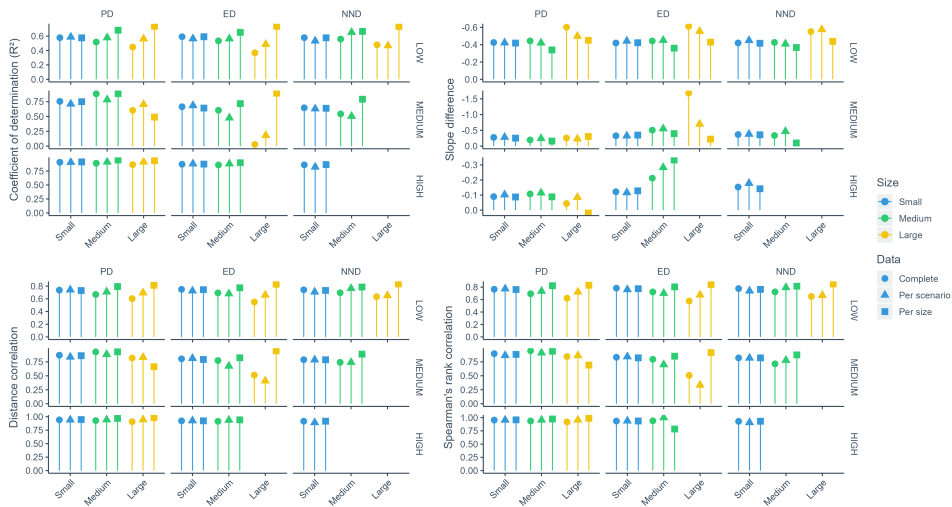 PD ED NND
Coefficient of determination (R²)
0.6
0.4
0.2
0.0
LOW
0.75
0.50
0.25
0.00
MEDIUM
0.75
0.50
0.25
0.00
HIGH
Small Medium Large Small Medium Large Small Medium Large
PD ED NND
Slope difference
-0.6
-0.4
-0.2
0.0
LOW
-1.5
-1.0
-0.5
0.0
MEDIUM
-0.3
-0.2
-0.1
0.0
HIGH
Small Medium Large Small Medium Large Small Medium Large
PD ED NND
Distance correlation
0.8
0.6
0.4
0.2
0.0
LOW
0.75
0.50
0.25
0.00
MEDIUM
1.00
0.75
0.50
0.25
0.00
HIGH
Small Medium Large Small Medium Large Small Medium Large
PD ED NND
Spearman's rank correlation
0.8
0.6
0.4
0.2
0.0
LOW
0.75
0.50
0.25
0.00
MEDIUM
1.00
0.75
0.50
0.25
0.00
HIGH
Small Medium Large Small Medium Large Small Medium Large
Size
Small
Medium
Large
Data
Complete
Per scenario
Per size